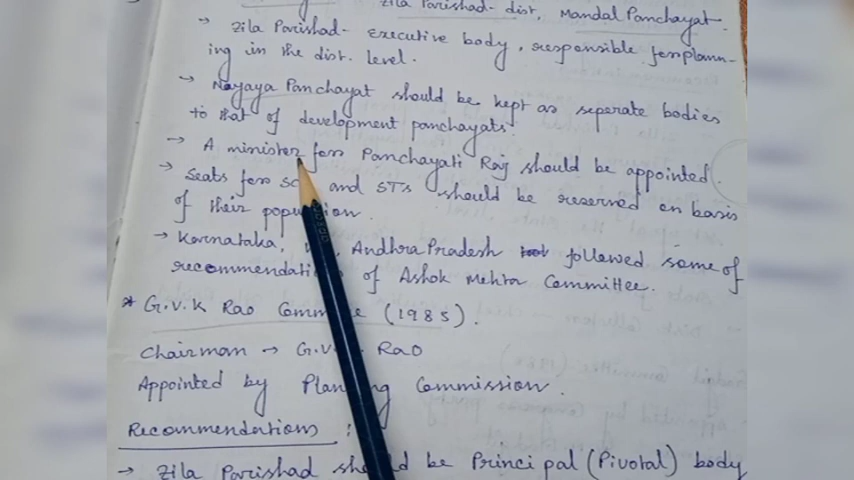 Zila Parishad - dist, Mandal Panchayat.
→ Zila Parishad - Executive body, responsible for plann-
ing in the dist. level.
→ Nayaya Panchayat should be kept as seperate bodies
to that of development panchayats.
→ A minister for Panchayati Raj should be appointed.
→ Seats for and STs should be reserved on basis
of their population.
→ Karnataka, Andhra Pradesh followed some of
recommendati of Ashok Mehta Committee.
* G.V.K Rao Committee (1985).
Chairman → G.V. Rao
Appointed by Planning Commission.
Recommendations :
→ Zila Parishad should be Principal (Pivotal) body